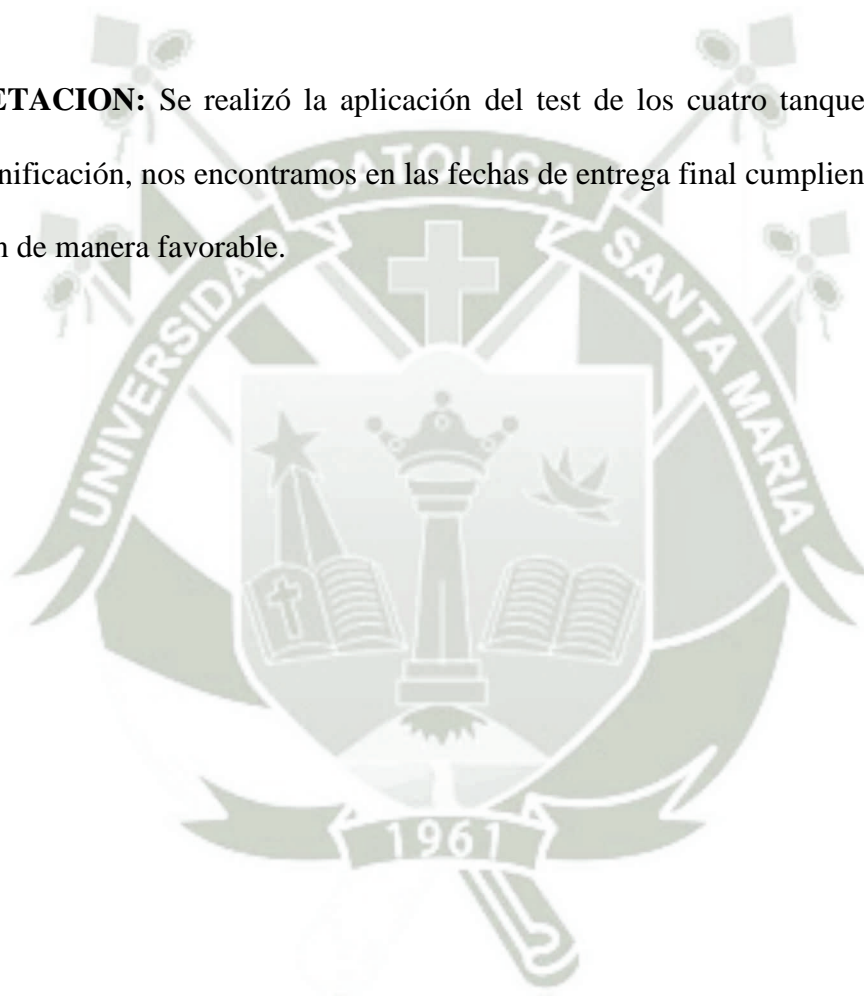 ETACION: Se realizó la aplicación del test de los cuatro tanque
nificación, nos encontramos en las fechas de entrega final cumplien
n de manera favorable.
UNIVERSIDAD CATOLICA SANTA MARIA
1961